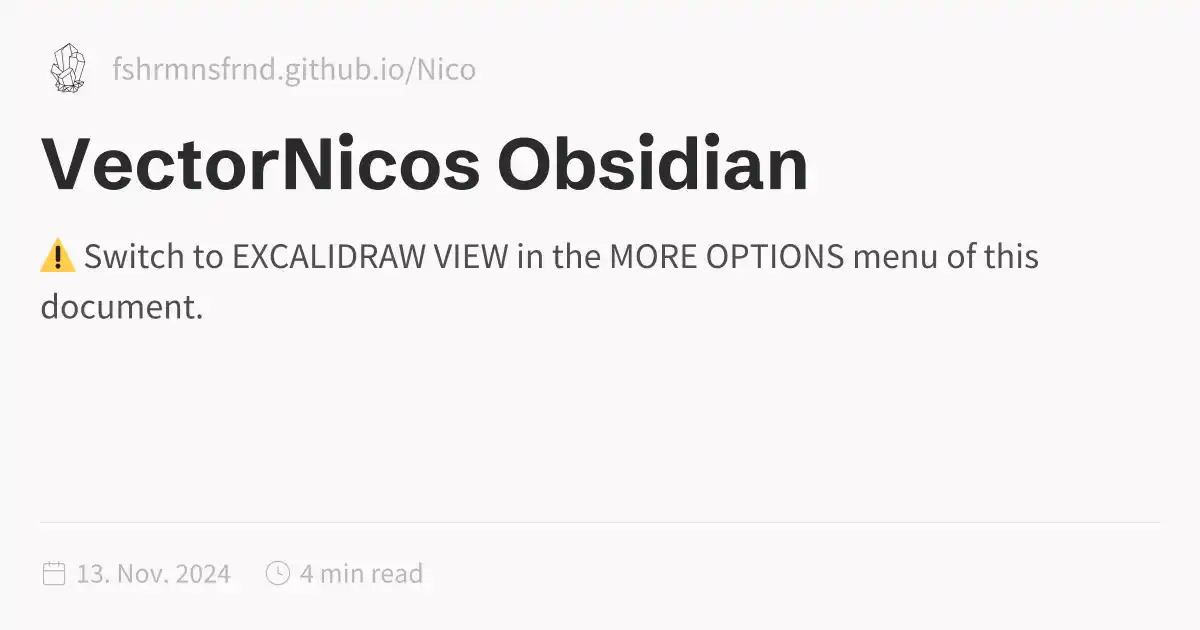 fshrmnsfrnd.github.io/Nico
VectorNicos Obsidian
⚠️ Switch to EXCALIDRAW VIEW in the MORE OPTIONS menu of this
document.
13. Nov. 2024 4 min read